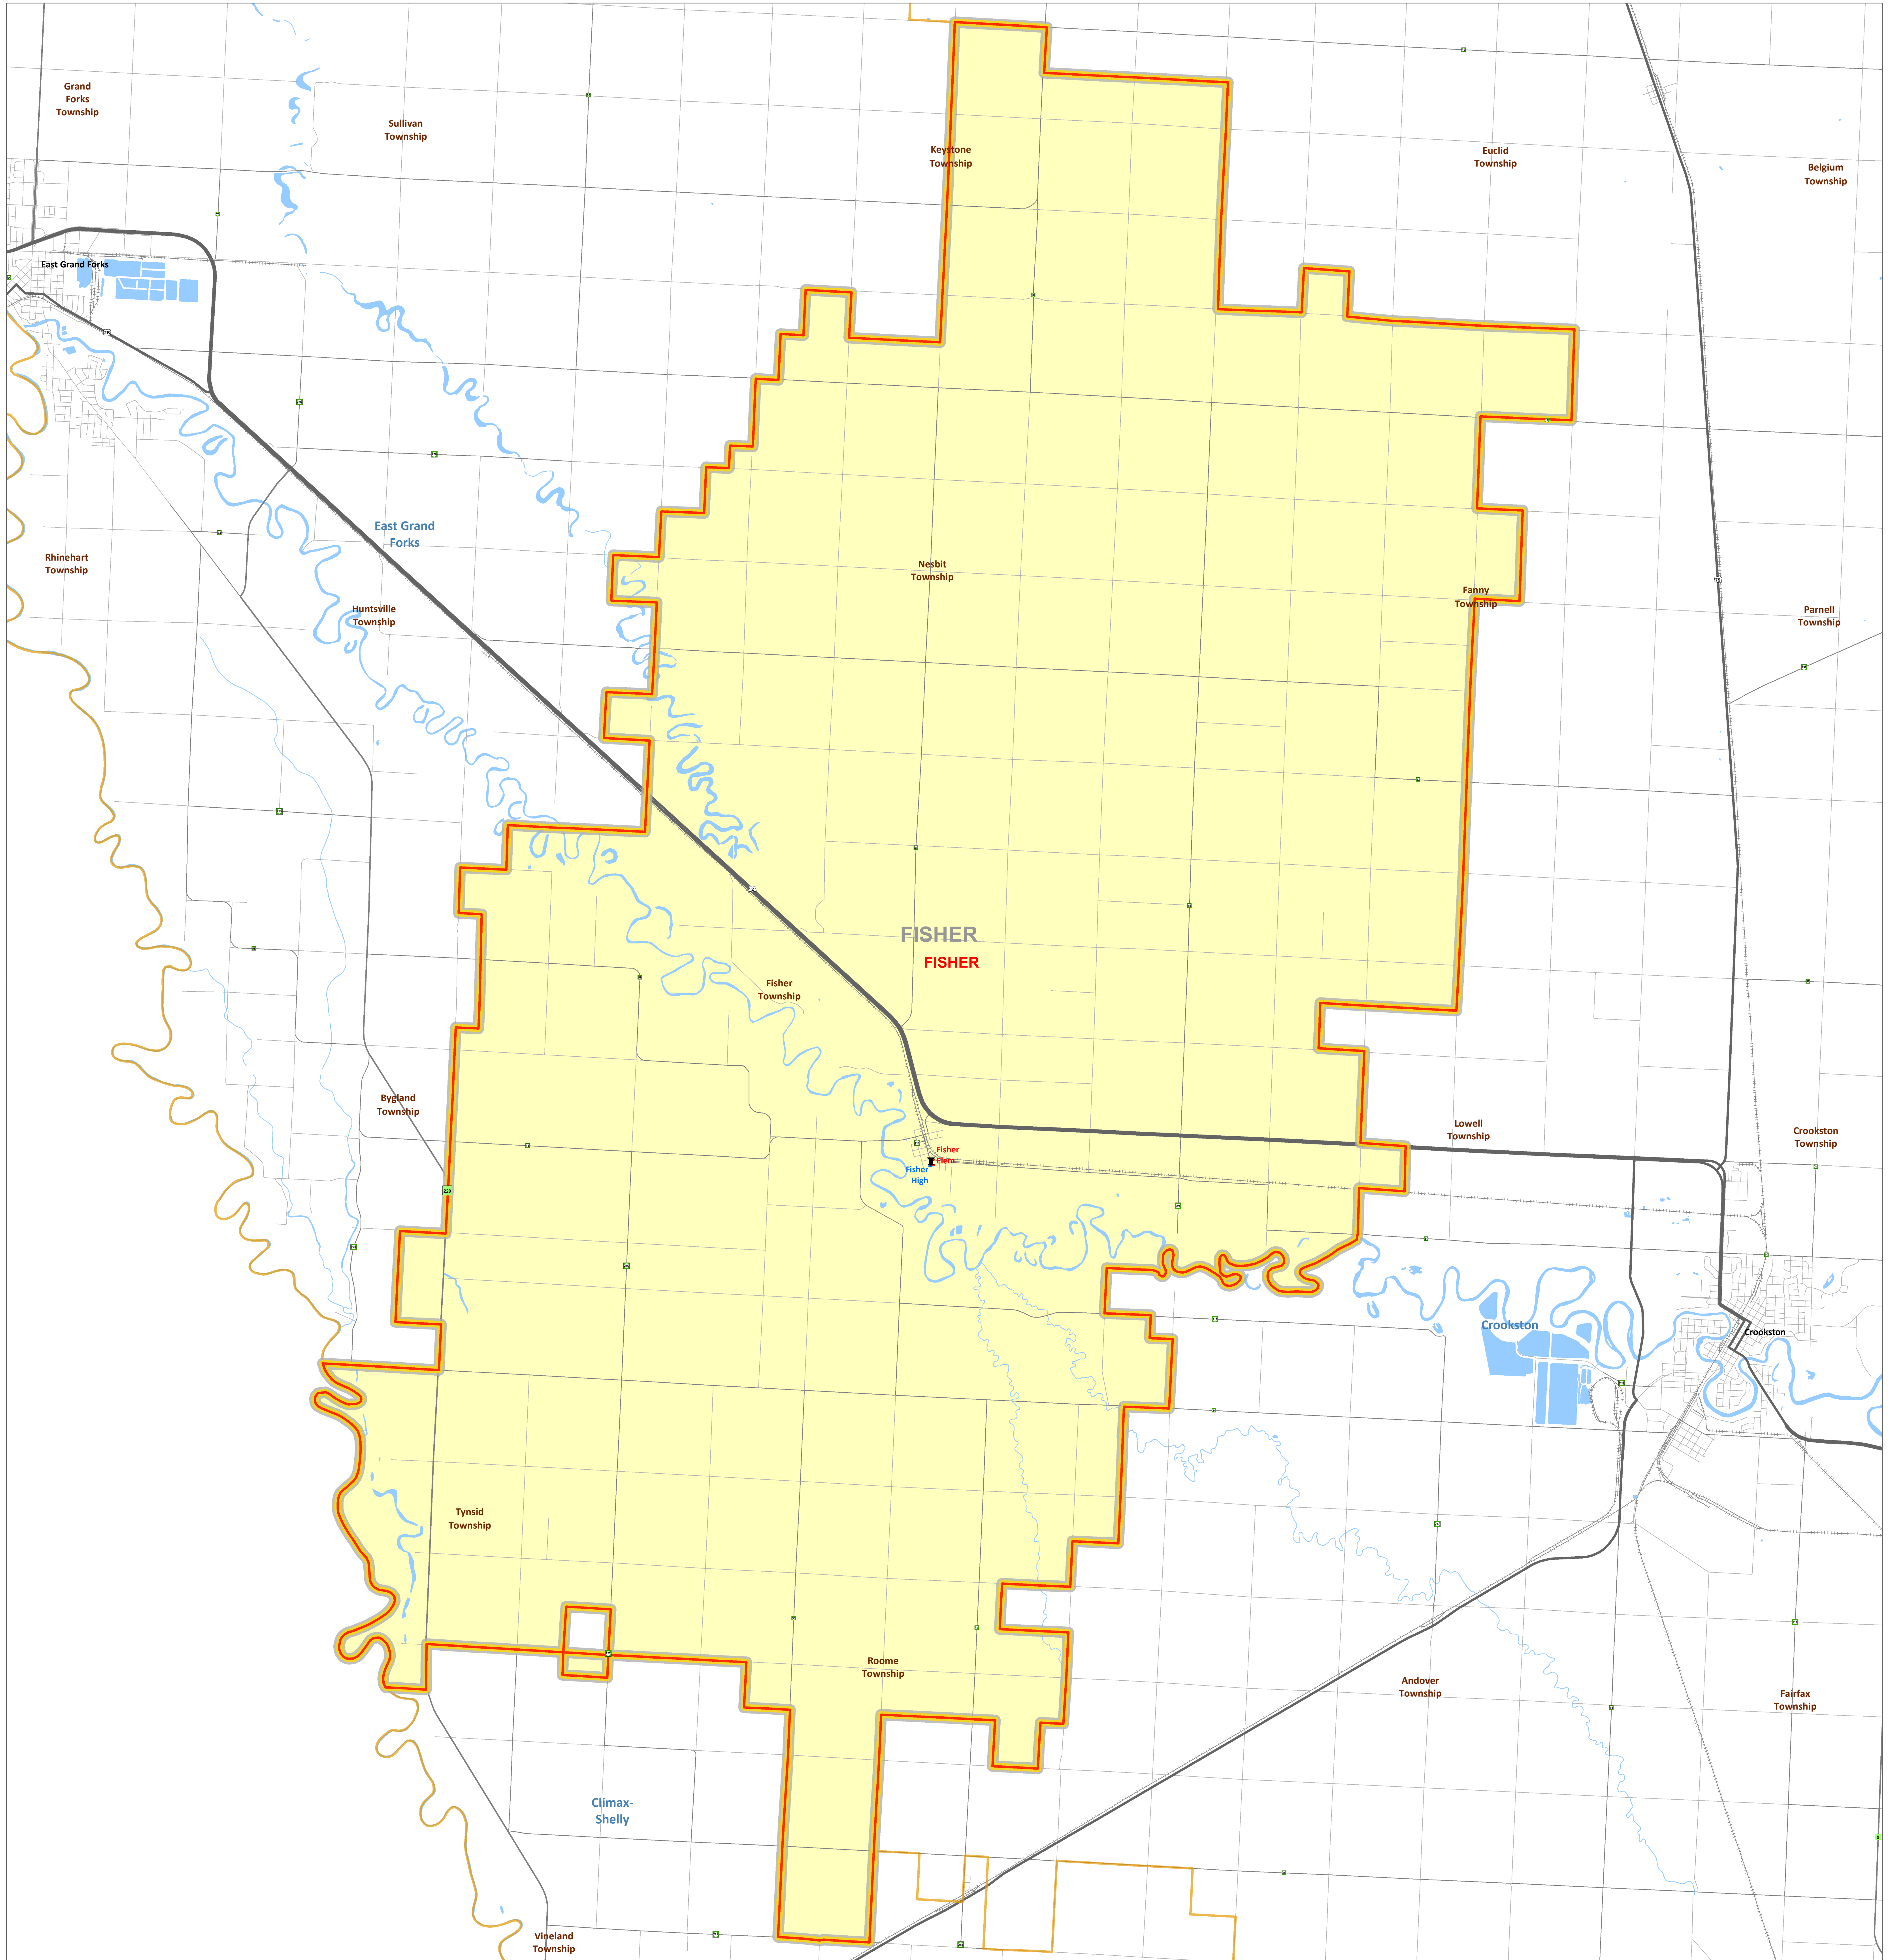 Grand
Forks
Township
Sullivan
Township
Keystone
Township
Euclid
Township
Belgium
Township
East Grand Forks
East Grand
Forks
Rhinehart
Township
Huntsville
Township
Nesbit
Township
Fanny
Township
Parnell
Township
FISHER
FISHER
Fisher
Township
Bygland
Township
Lowell
Township
Crookston
Township
Fisher
Elem
Fisher
High
220
Crookston
Crookston
Tynsid
Township
Roome
Township
Andover
Township
Fairfax
Township
Climax-
Shelly
Vineland
Township